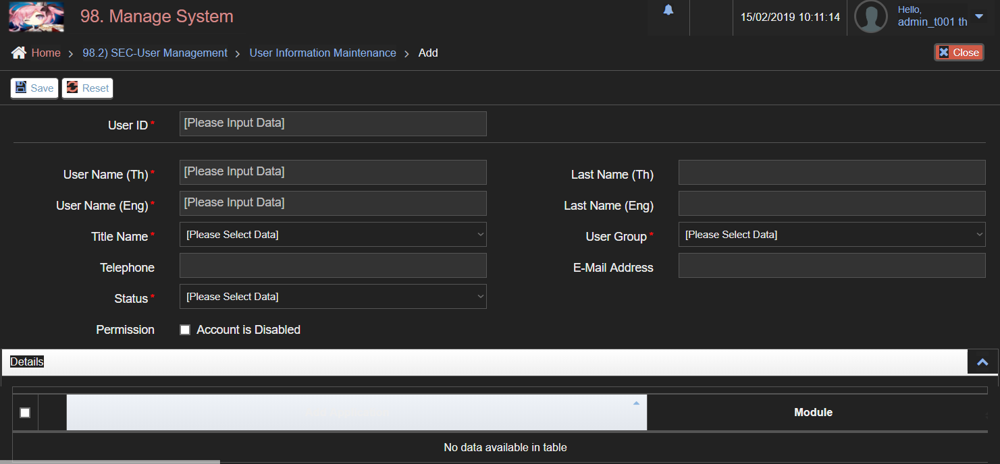 98. Manage System
15/02/2019 10:11:14
Hello,
admin_t001 th
Home > 98.2) SEC-User Management > User Information Maintenance > Add
Close
Save Reset
User ID * [Please Input Data]
User Name (Th) * [Please Input Data] Last Name (Th)
User Name (Eng) * [Please Input Data] Last Name (Eng)
Title Name * [Please Select Data] User Group * [Please Select Data]
Telephone E-Mail Address
Status * [Please Select Data]
Permission Account is Disabled
Details
Module
No data available in table